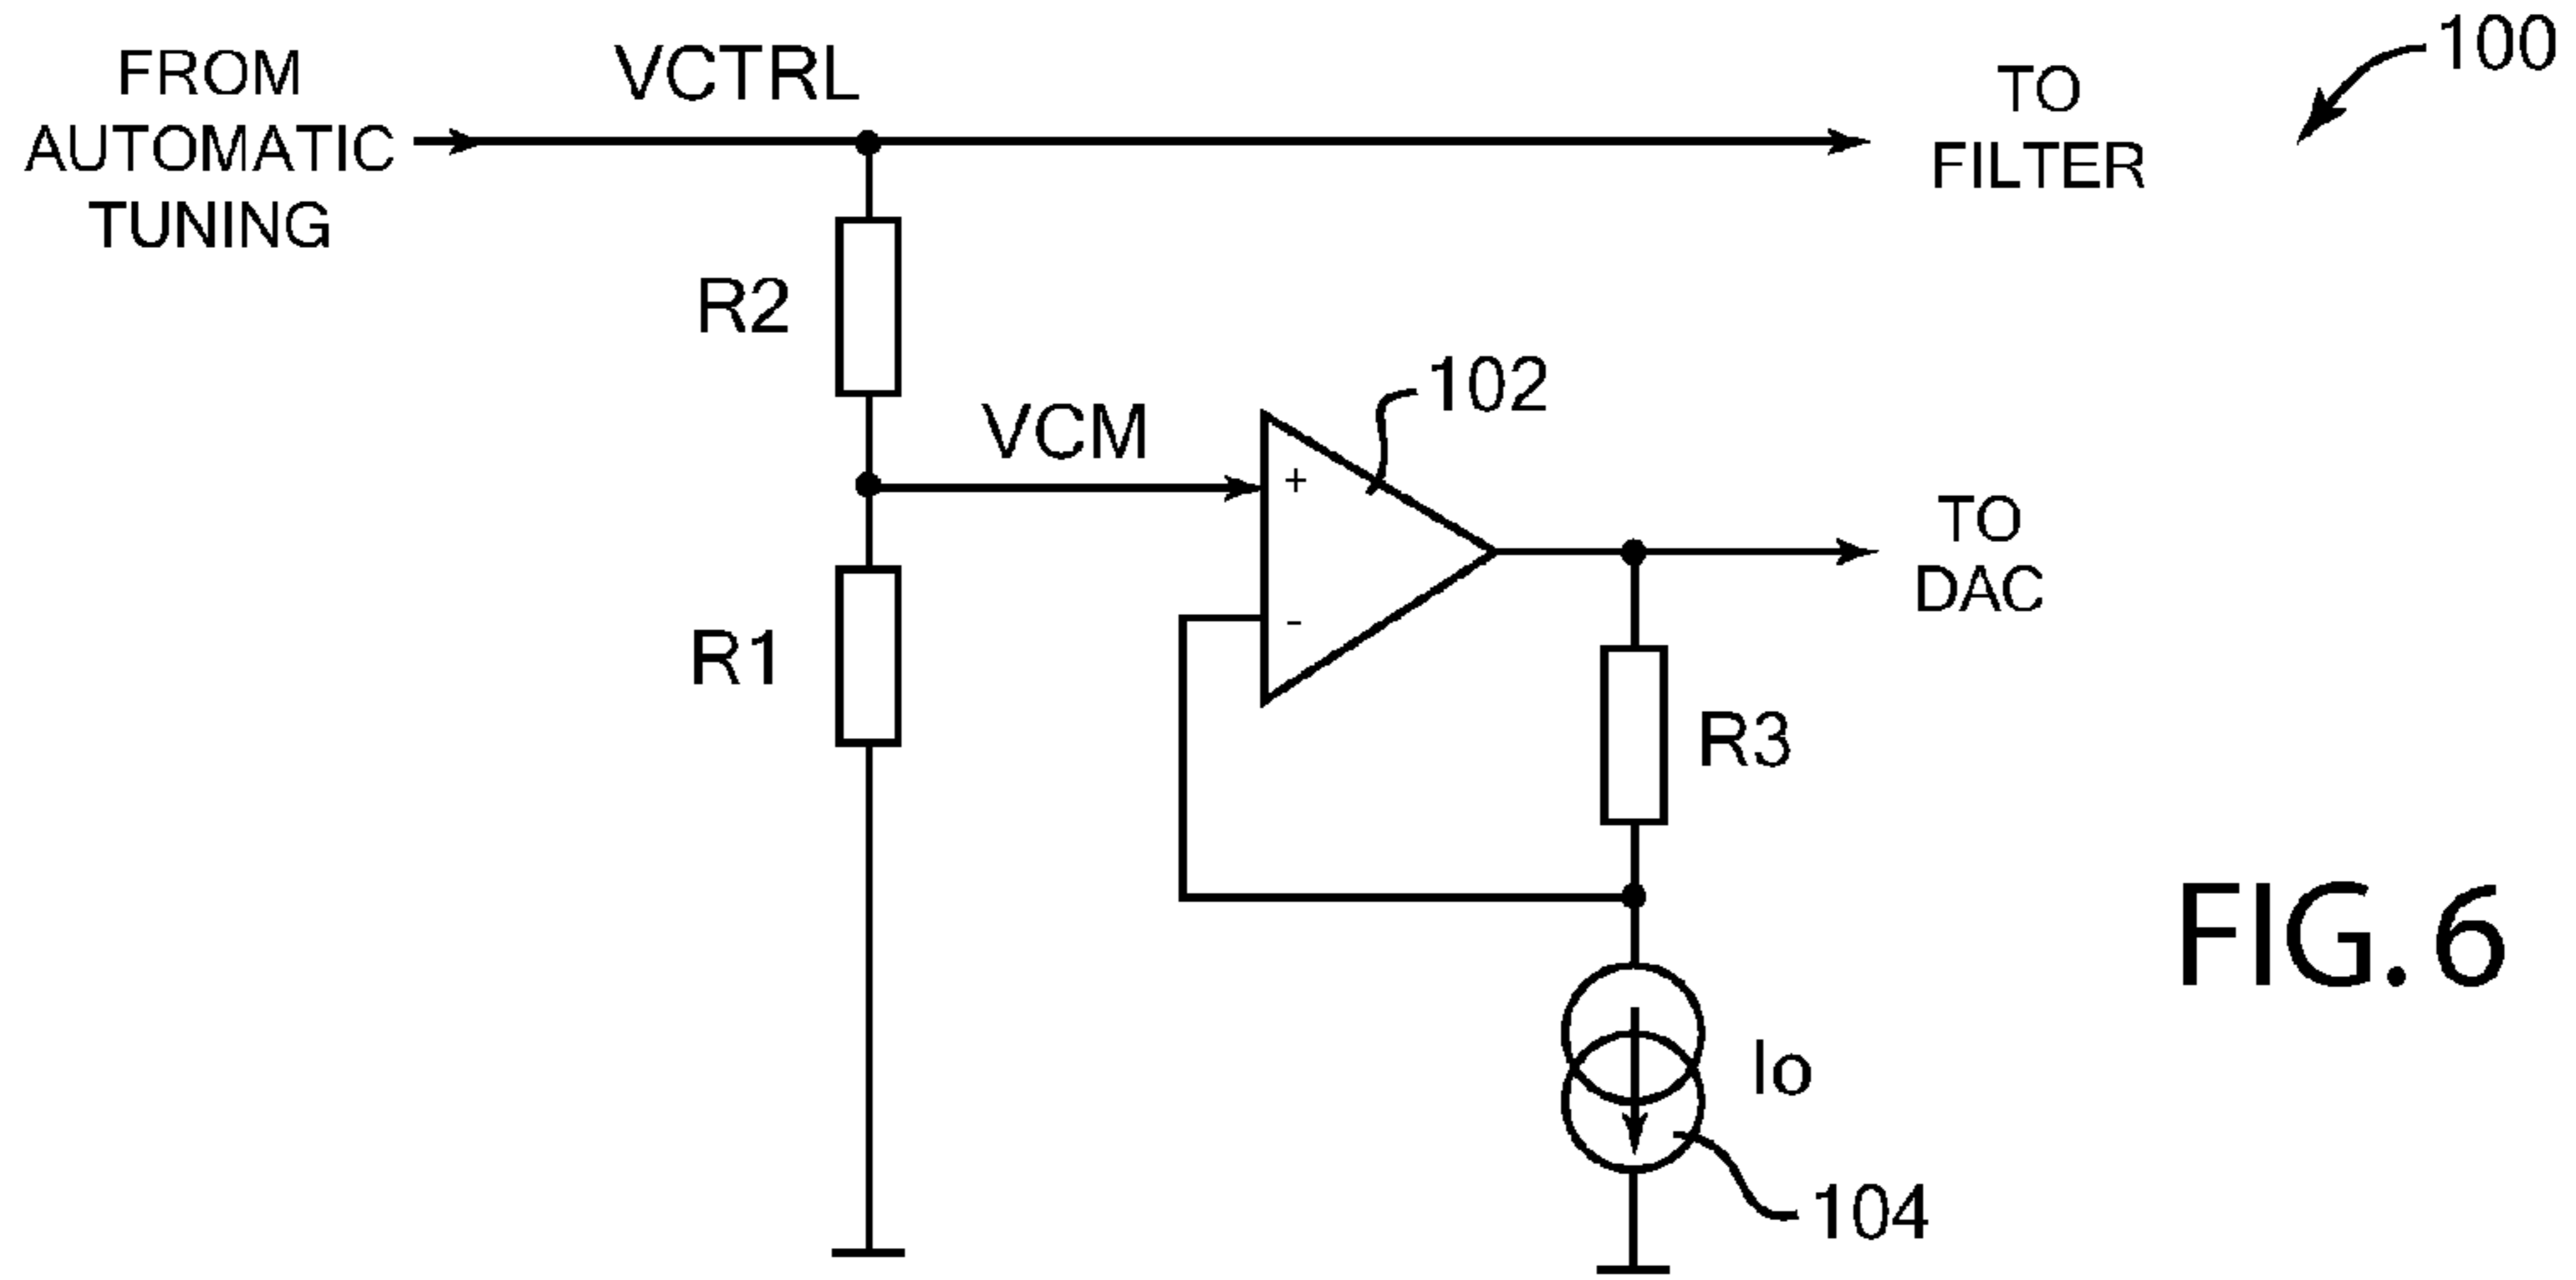 FROM
AUTOMATIC
TUNING
VCTRL
TO
FILTER
100
R2
VCM
102
+
-
TO
DAC
R1
R3
Io
104
FIG. 6